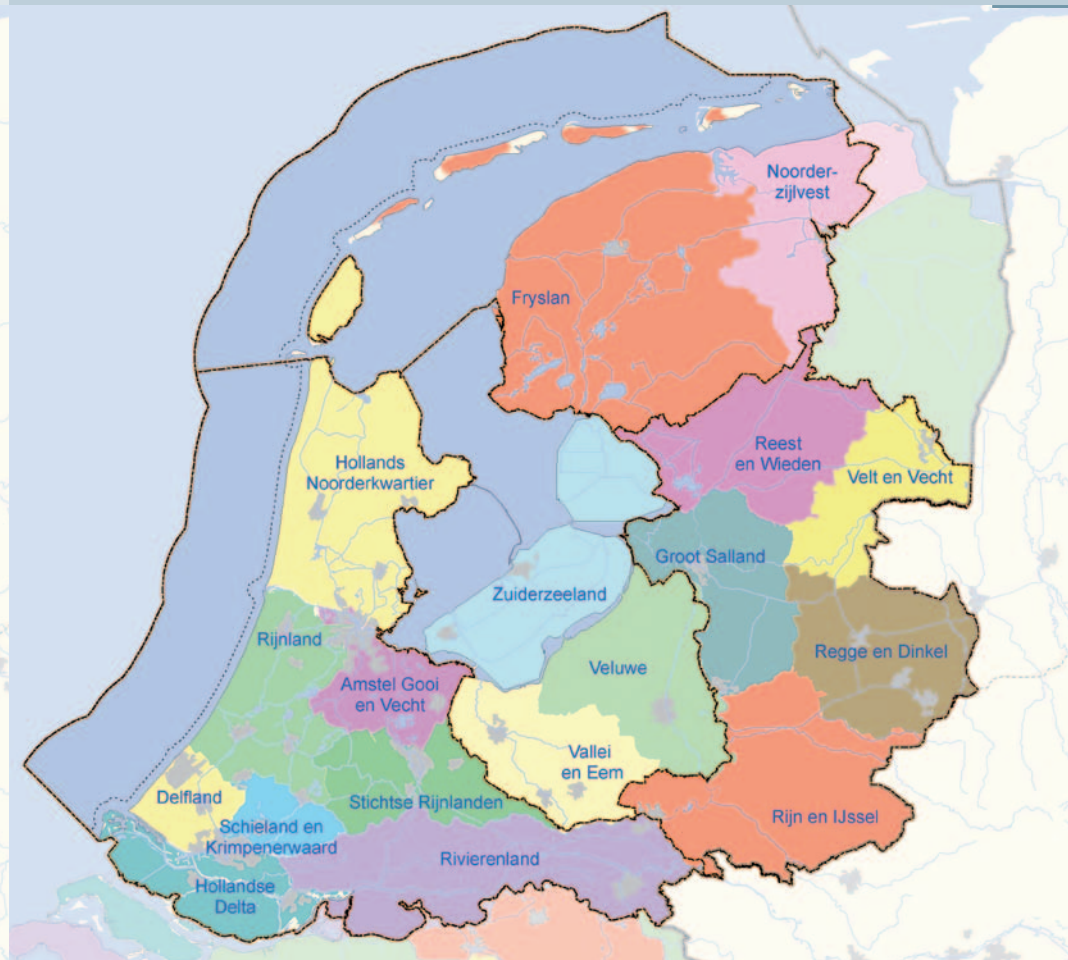 Noorder-
zijlvest
Fryslan
Reest
en Wieden
Hollands
Noorderkwartier
Velt en Vecht
Groot Salland
Zuiderzeeland
Rijnland
Regge en Dinkel
Veluwe
Amstel Gooi
en Vecht
Vallei
en Eem
Delfland
Stichtse Rijnlanden
Schieland en
Krimpenerwaard
Rijn en IJssel
Rivierenland
Hollandse
Delta